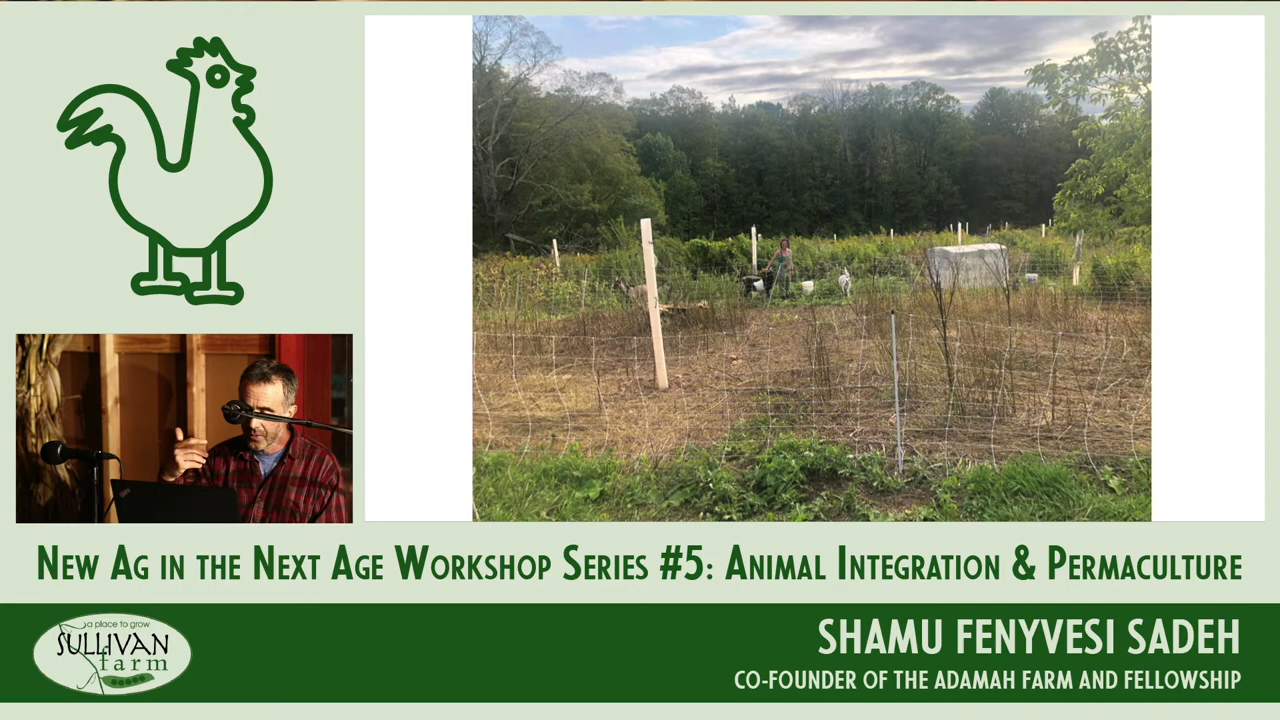 New Ag in the Next Age Workshop Series #5: Animal Integration & Permaculture
a place to grow
SULLIVAN
farm
SHAMU FENYVESI SADEH
CO-FOUNDER OF THE ADAMAH FARM AND FELLOWSHIP